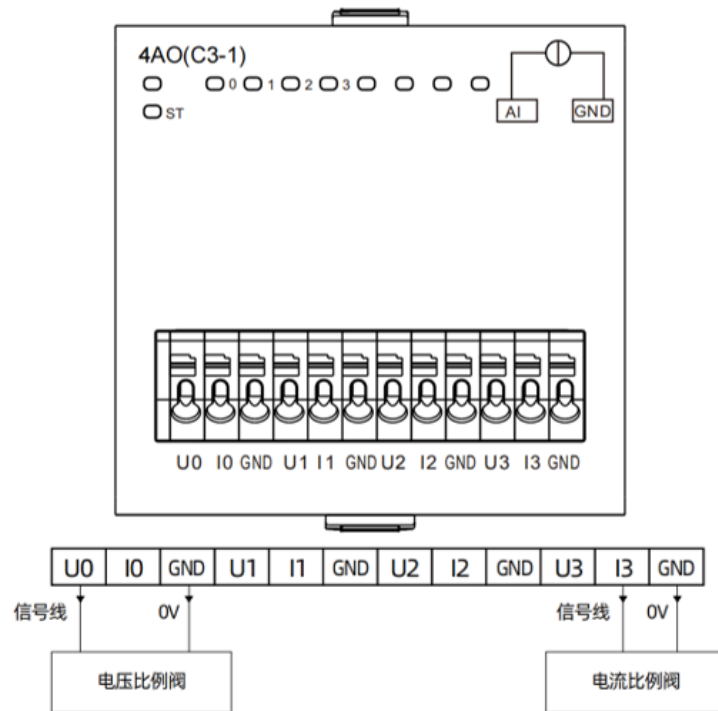 4AO(C3-1)
0 1 2 3
ST
AI GND
U0 I0 GND U1 I1 GND U2 I2 GND U3 I3 GND
U0 I0 GND U1 I1 GND U2 I2 GND U3 I3 GND
信号线 0V 信号线 0V
电压比例阀 电流比例阀